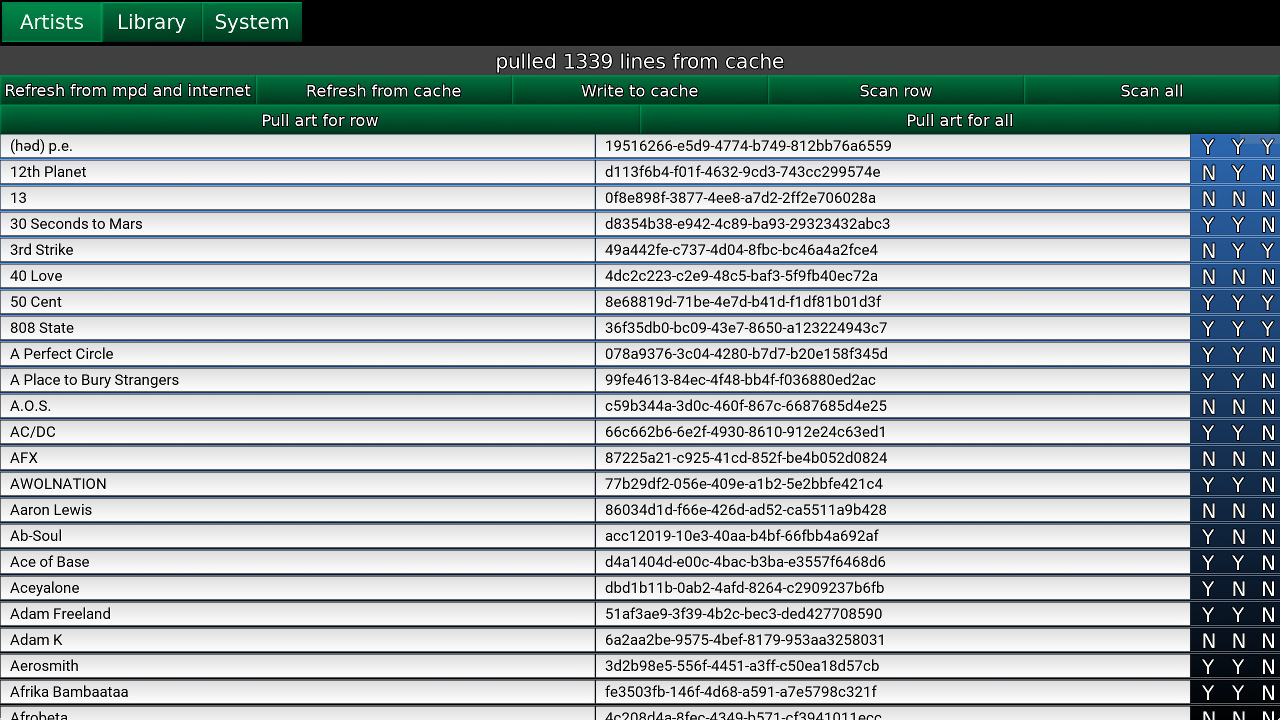 Artists Library System
pulled 1339 lines from cache
Refresh from mpd and internet Refresh from cache Write to cache Scan row Scan all
Pull art for row Pull art for all
(həd) p.e. 19516266-e5d9-4774-b749-812bb76a6559 Y Y Y
12th Planet d113f6b4-f01f-4632-9cd3-743cc299574e N Y N
13 0f8e898f-3877-4ee8-a7d2-2ff2e706028a N N N
30 Seconds to Mars d8354b38-e942-4c89-ba93-29323432abc3 Y Y N
3rd Strike 49a442fe-c737-4d04-8fbc-bc46a4a2fce4 N Y Y
40 Love 4dc2c223-c2e9-48c5-baf3-5f9fb40ec72a N N N
50 Cent 8e68819d-71be-4e7d-b41d-f1df81b01d3f Y Y Y
808 State 36f35db0-bc09-43e7-8650-a123224943c7 Y Y Y
A Perfect Circle 078a9376-3c04-4280-b7d7-b20e158f345d Y Y N
A Place to Bury Strangers 99fe4613-84ec-4f48-bb4f-f036880ed2ac Y Y N
A.O.S. c59b344a-3d0c-460f-867c-6687685d4e25 N N N
AC/DC 66c662b6-6e2f-4930-8610-912e24c63ed1 Y Y N
AFX 87225a21-c925-41cd-852f-be4b052d0824 N N N
AWOLNATION 77b29df2-056e-409e-a1b2-5e2bbfe421c4 Y Y N
Aaron Lewis 86034d1d-f66e-426d-ad52-ca5511a9b428 N N N
Ab-Soul acc12019-10e3-40aa-b4bf-66fbb4a692af Y N N
Ace of Base d4a1404d-e00c-4bac-b3ba-e3557f6468d6 Y Y N
Aceyalone dbd1b11b-0ab2-4afd-8264-c2909237b6fb Y N N
Adam Freeland 51af3ae9-3f39-4b2c-bec3-ded427708590 Y Y N
Adam K 6a2aa2be-9575-4bef-8179-953aa3258031 N N N
Aerosmith 3d2b98e5-556f-4451-a3ff-c50ea18d57cb Y Y N
Afrika Bambaataa fe3503fb-146f-4d68-a591-a7e5798c321f Y Y N
Afrobeta 4c208d4a-8fec-4349-b571-cf3941011ecc N N N